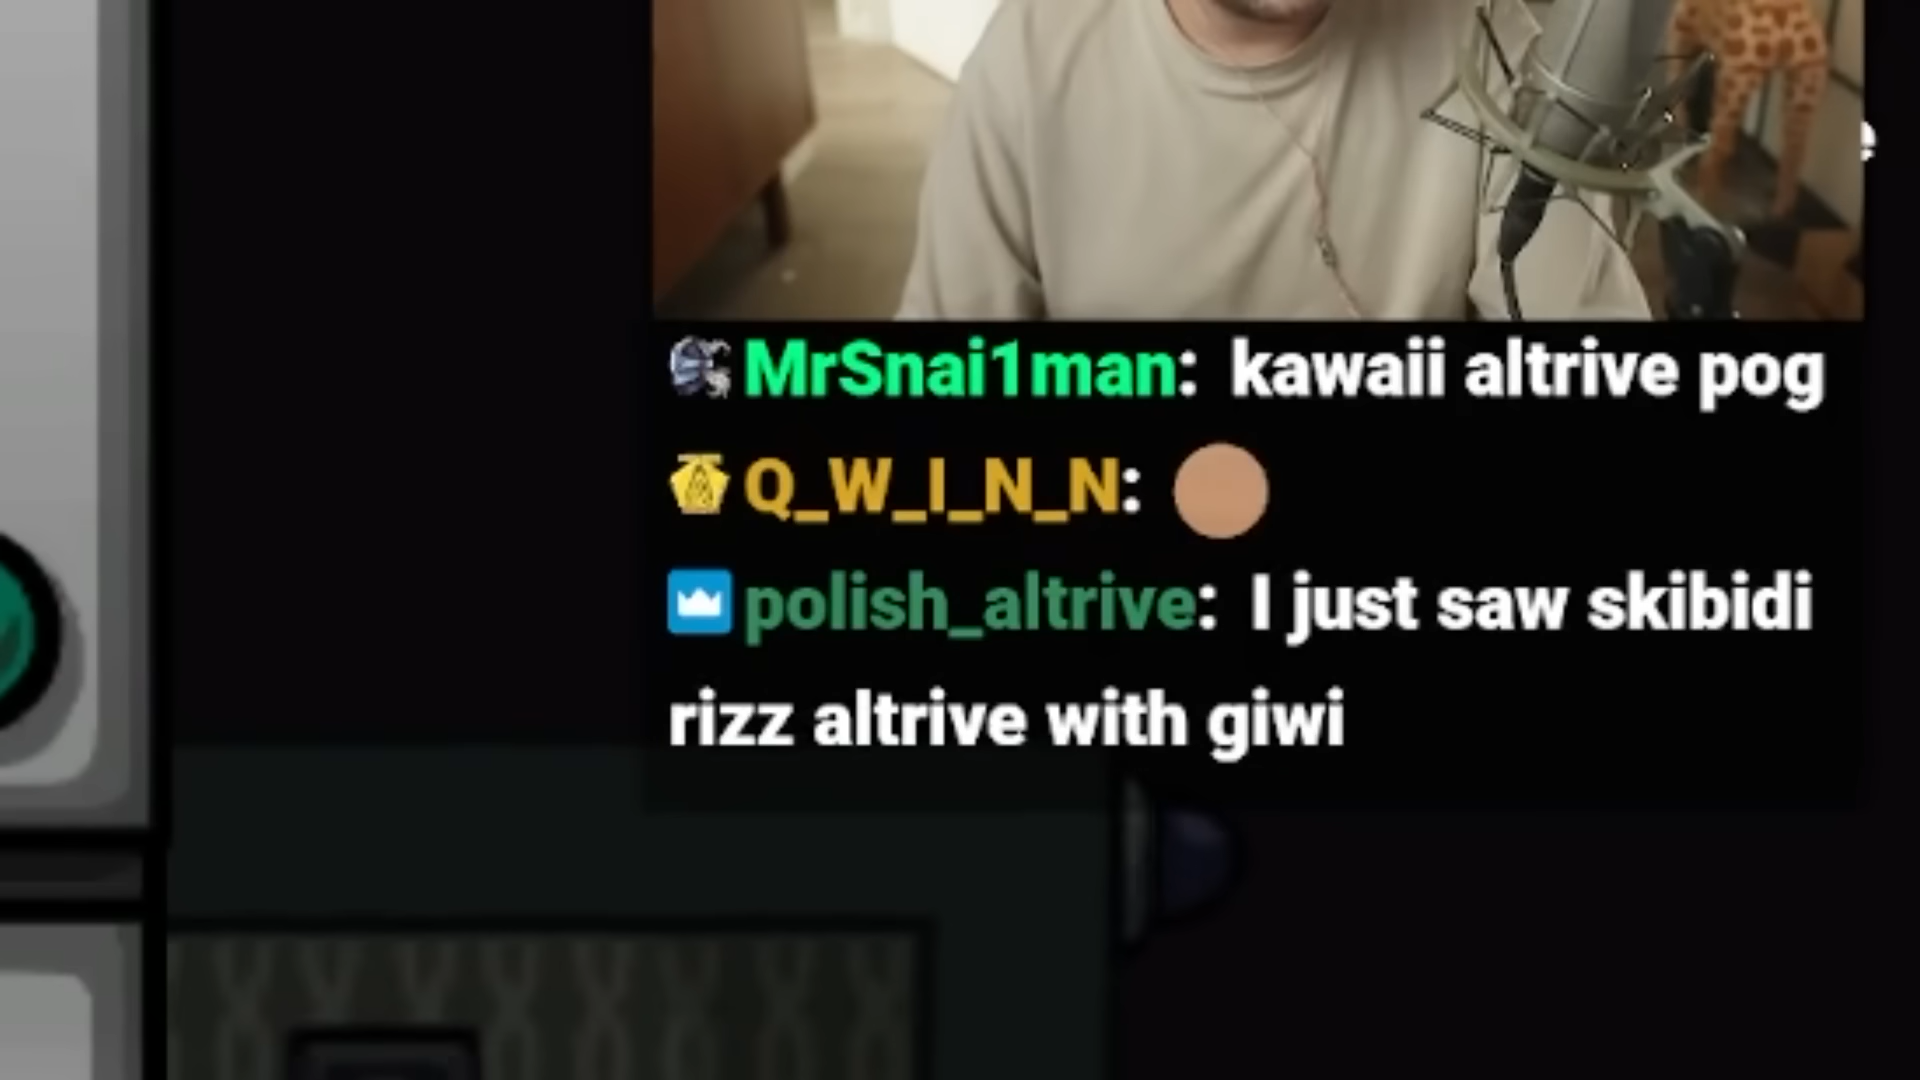 e
MrSnai1man: kawaii altrive pog
Q_W_I_N_N:
polish_altrive: I just saw skibidi
rizz altrive with giwi